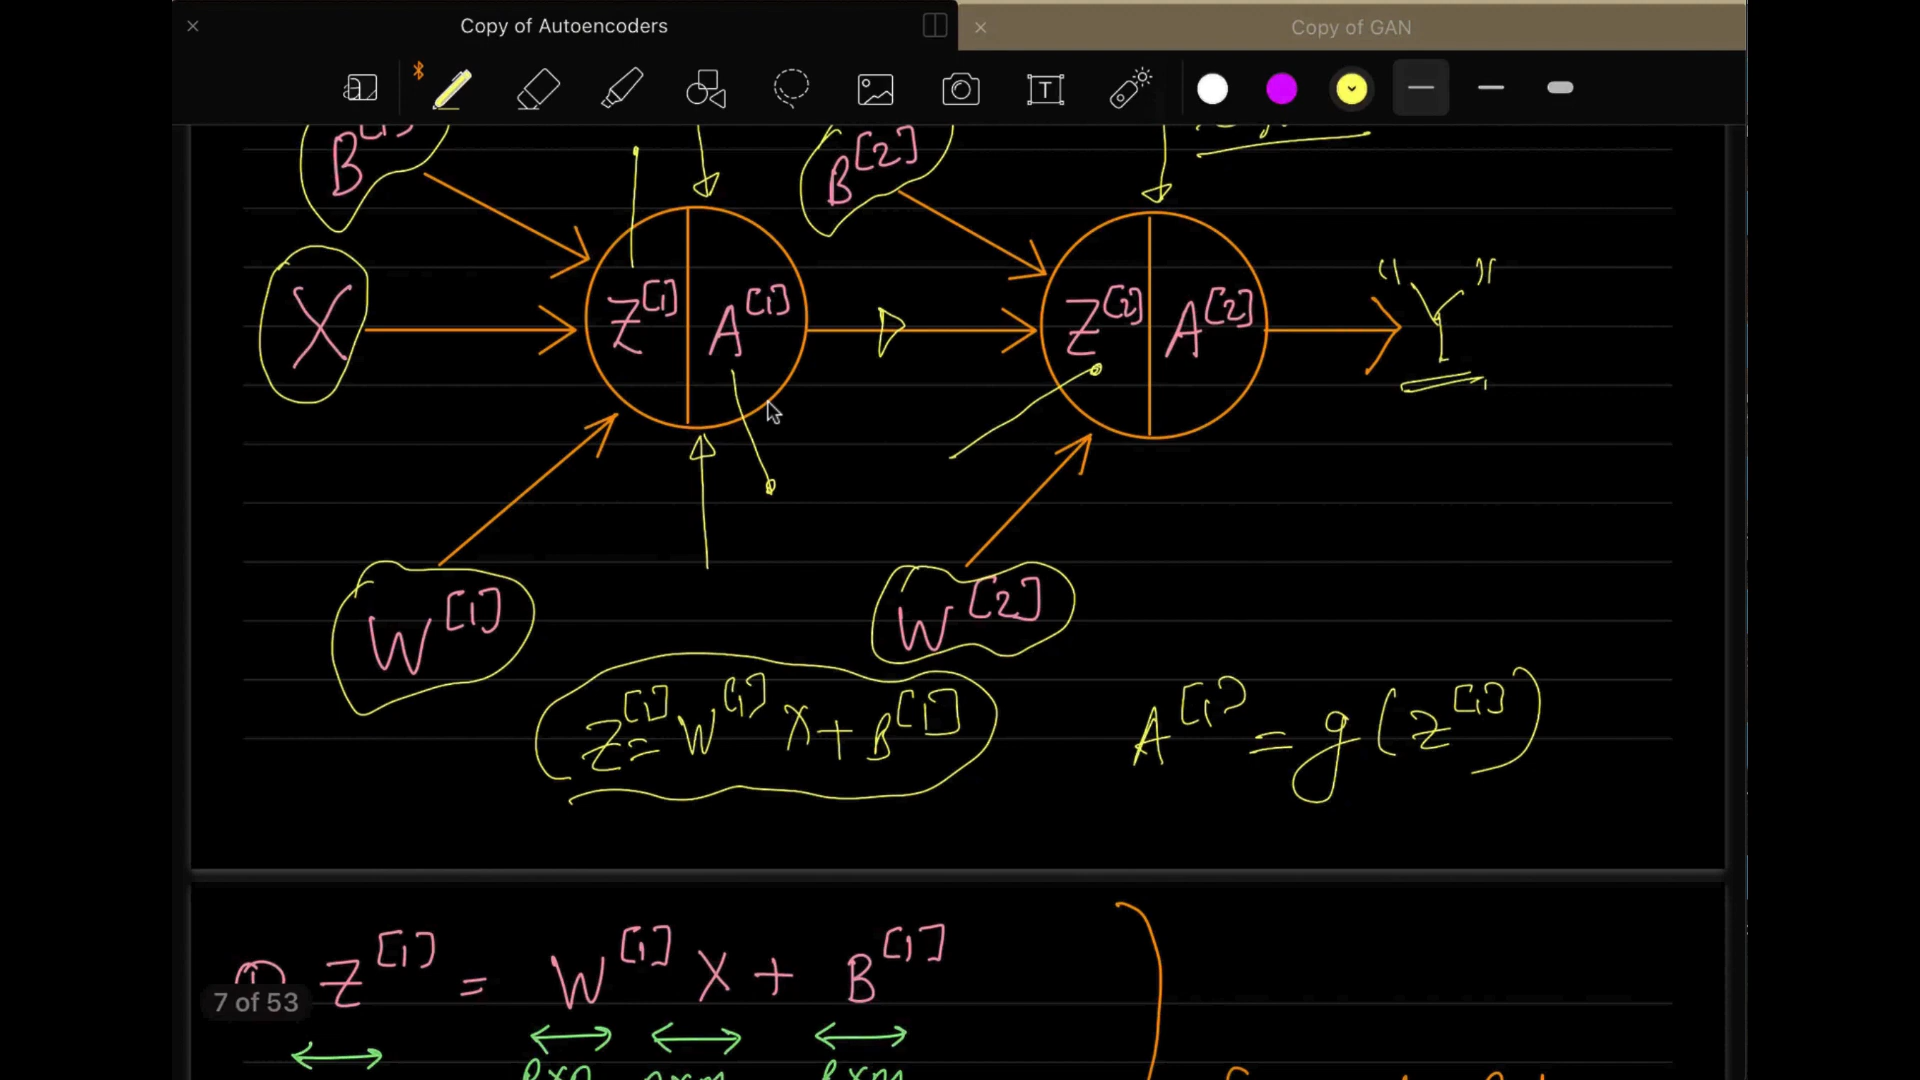 Copy of Autoencoders
Copy of GAN
T
B[1] B[2]
X Z[1] A[1] Z[2] A[2] "Y"
W[1] W[2]
Z[1] = W[1] X + B[1] A[1] = g(Z[1])
① Z[1] = W[1] X + B[1]
7 of 53